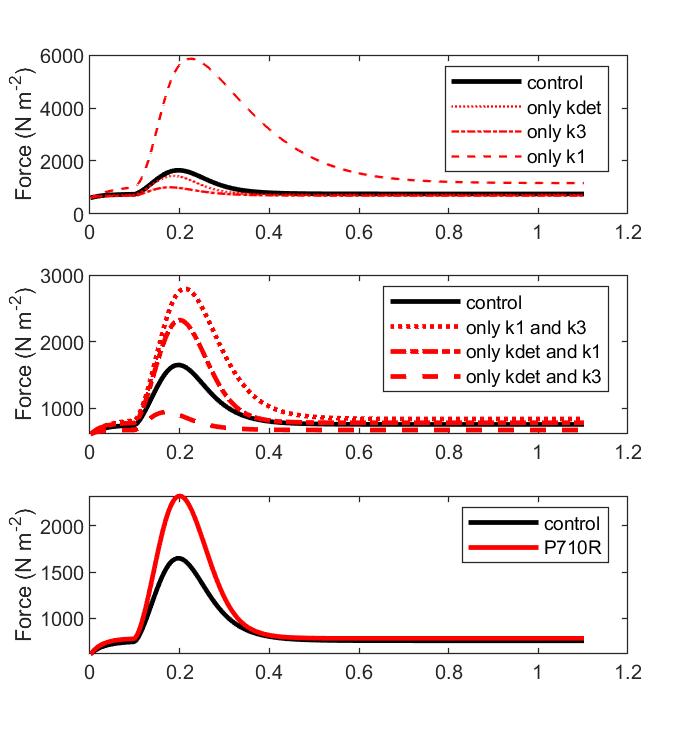 6000
4000
2000
0
Force (N m-2)
control
only kdet
only k3
only k1
0 0.2 0.4 0.6 0.8 1 1.2
3000
2000
1000
Force (N m-2)
control
only k1 and k3
only kdet and k1
only kdet and k3
0 0.2 0.4 0.6 0.8 1 1.2
2000
1500
1000
Force (N m-2)
control
P710R
0 0.2 0.4 0.6 0.8 1 1.2